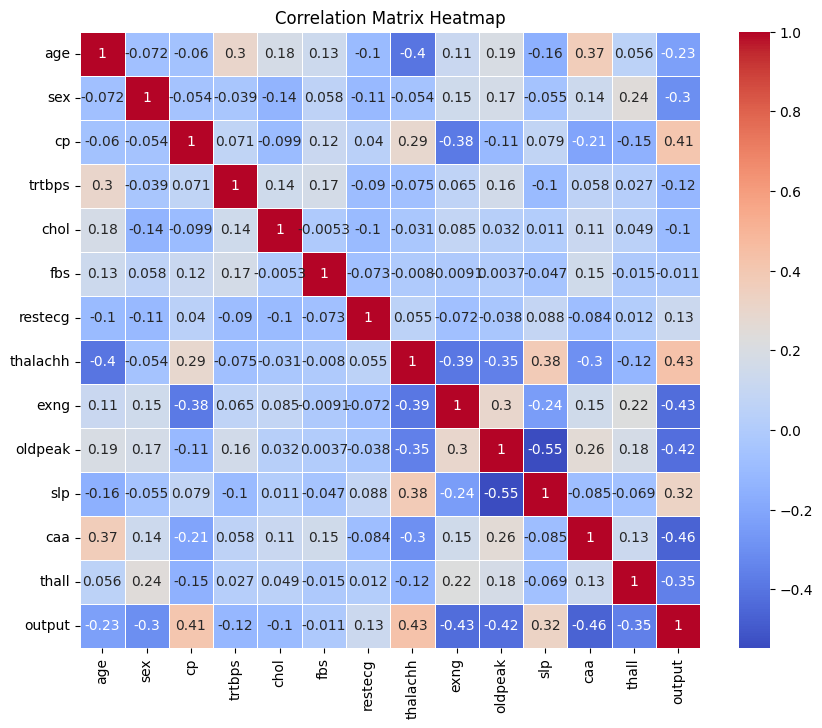 Correlation Matrix Heatmap
age 1 -0.072 -0.06 0.3 0.18 0.13 -0.1 -0.4 0.11 0.19 -0.16 0.37 0.056 -0.23
sex -0.072 1 -0.054 -0.039 -0.14 0.058 -0.11 -0.054 0.15 0.17 -0.055 0.14 0.24 -0.3
cp -0.06 -0.054 1 0.071 -0.099 0.12 0.04 0.29 -0.38 -0.11 0.079 -0.21 -0.15 0.41
trtbps 0.3 -0.039 0.071 1 0.14 0.17 -0.09 -0.075 0.065 0.16 -0.1 0.058 0.027 -0.12
chol 0.18 -0.14 -0.099 0.14 1 0.0053 -0.1 -0.031 0.085 0.032 0.011 0.11 0.049 -0.1
fbs 0.13 0.058 0.12 0.17 -0.0053 1 -0.073 -0.008 -0.0091 0.0037 -0.047 0.15 -0.015 -0.011
restecg -0.1 -0.11 0.04 -0.09 -0.1 -0.073 1 0.055 -0.072 -0.038 0.088 -0.084 0.012 0.13
thalachh -0.4 -0.054 0.29 -0.075 -0.031 -0.008 0.055 1 -0.39 -0.35 0.38 -0.3 -0.12 0.43
exng 0.11 0.15 -0.38 0.065 0.085 -0.0091 -0.072 -0.39 1 0.3 -0.24 0.15 0.22 -0.43
oldpeak 0.19 0.17 -0.11 0.16 0.032 0.0037 -0.038 -0.35 0.3 1 -0.55 0.26 0.18 -0.42
slp -0.16 -0.055 0.079 -0.1 0.011 -0.047 0.088 0.38 -0.24 -0.55 1 -0.085 -0.069 0.32
caa 0.37 0.14 -0.21 0.058 0.11 0.15 -0.084 -0.3 0.15 0.26 -0.085 1 0.13 -0.46
thall 0.056 0.24 -0.15 0.027 0.049 -0.015 0.012 -0.12 0.22 0.18 -0.069 0.13 1 -0.35
output -0.23 -0.3 0.41 -0.12 -0.1 -0.011 0.13 0.43 -0.43 -0.42 0.32 -0.46 -0.35 1
age sex cp trtbps chol fbs restecg thalachh exng oldpeak slp caa thall output
1.0
0.8
0.6
0.4
0.2
0.0
−0.2
−0.4